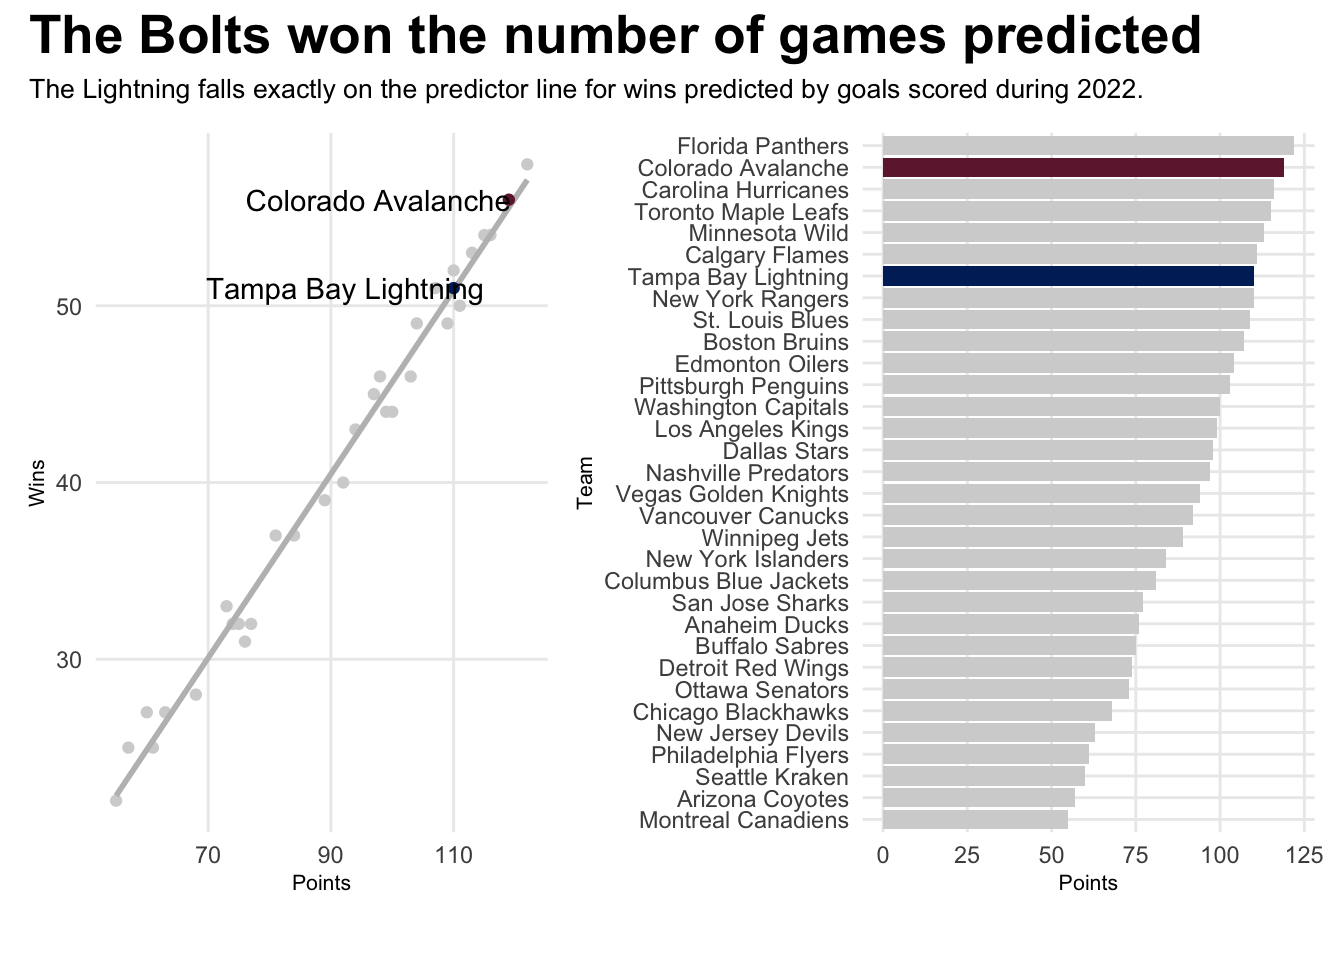 The Bolts won the number of games predicted
The Lightning falls exactly on the predictor line for wins predicted by goals scored during 2022.
Colorado Avalanche
Tampa Bay Lightning
50
40
30
Wins
70
90
110
Points
Team
Florida Panthers
Colorado Avalanche
Carolina Hurricanes
Toronto Maple Leafs
Minnesota Wild
Calgary Flames
Tampa Bay Lightning
New York Rangers
St. Louis Blues
Boston Bruins
Edmonton Oilers
Pittsburgh Penguins
Washington Capitals
Los Angeles Kings
Dallas Stars
Nashville Predators
Vegas Golden Knights
Vancouver Canucks
Winnipeg Jets
New York Islanders
Columbus Blue Jackets
San Jose Sharks
Anaheim Ducks
Buffalo Sabres
Detroit Red Wings
Ottawa Senators
Chicago Blackhawks
New Jersey Devils
Philadelphia Flyers
Seattle Kraken
Arizona Coyotes
Montreal Canadiens
0
25
50
75
100
125
Points